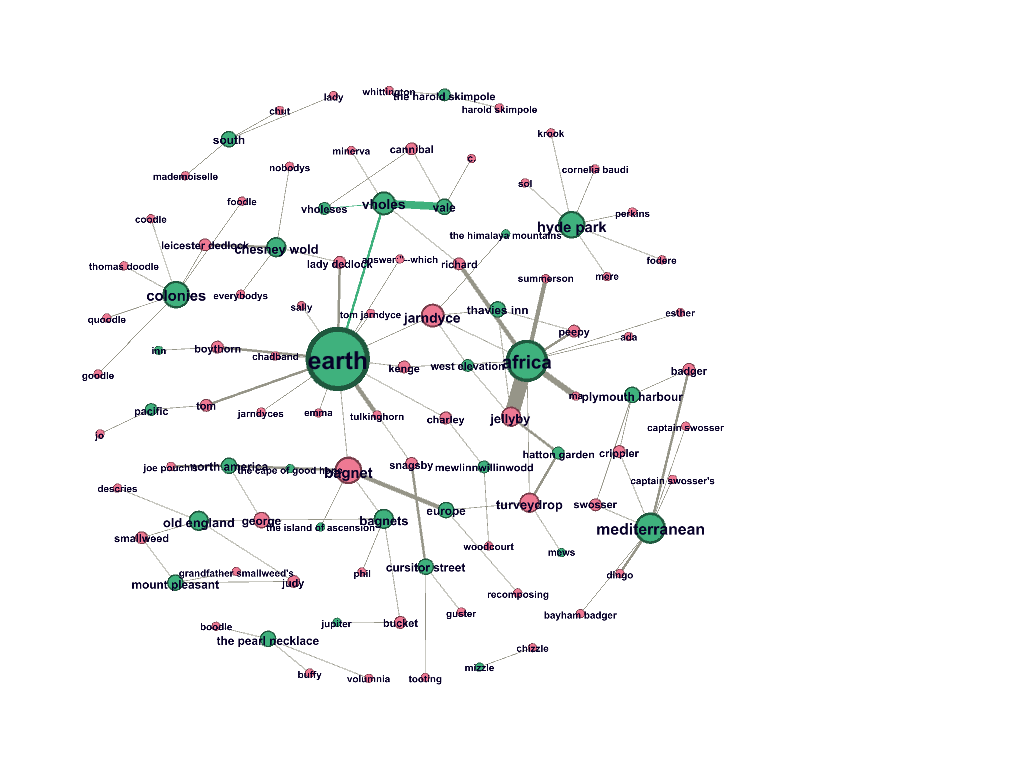 whittington
the harold skimpole
lady
chut
harold skimpole
south
krook
minerva
cannibal
c.
nobodys
cornelia baudi
mademoiselle
sol
foodle
vholeses
vholes
vale
perkins
coodle
hyde park
the himalaya mountains
leicester dedlock
chesney wold
answer"--which
fodere
lady dedlock
richard
thomas doodle
mere
summerson
colonies
everybodys
sally
tom jarndyce
jarndyce
thavies inn
esther
quoodle
peepy
ada
inn
boythorn
chadband
earth
kenge
west elevation
africa
badger
goodle
ma
plymouth harbour
pacific
tom
jarndyces
emma
tulkinghorn
charley
jellyby
captain swosser
jo
hatton garden
crippler
joe pouch
north america
the cape of good hope
bagnet
snagsby
mewlinnwillinwodd
captain swosser's
descries
swosser
turveydrop
europe
old england
george
the island of ascension
bagnets
mediterranean
smallweed
woodcourt
mews
cursitor street
grandfather smallweed's
phil
dingo
mount pleasant
judy
recomposing
guster
bayham badger
boodle
jupiter
bucket
the pearl necklace
chizzle
mizzle
buffy
volumnia
tooting